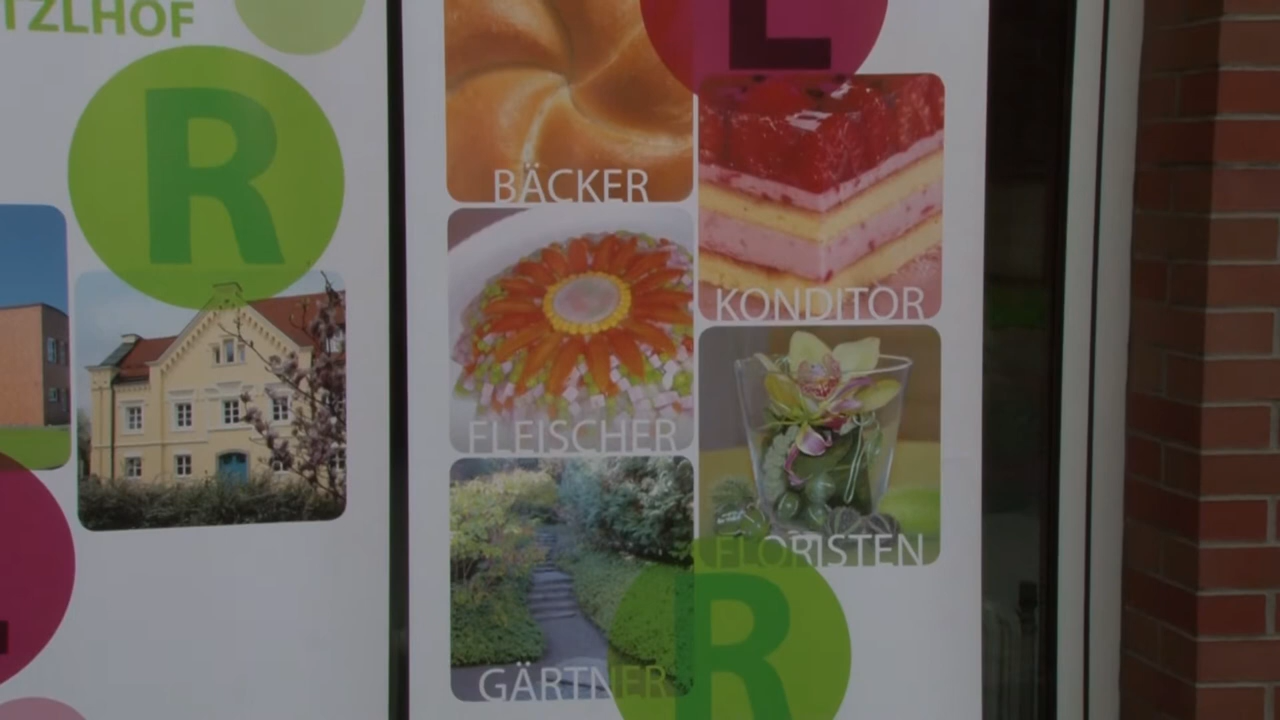 TZLHOF
R
L
BÄCKER
KONDITOR
FLEISCHER
FLORISTEN
GÄRTNER
R